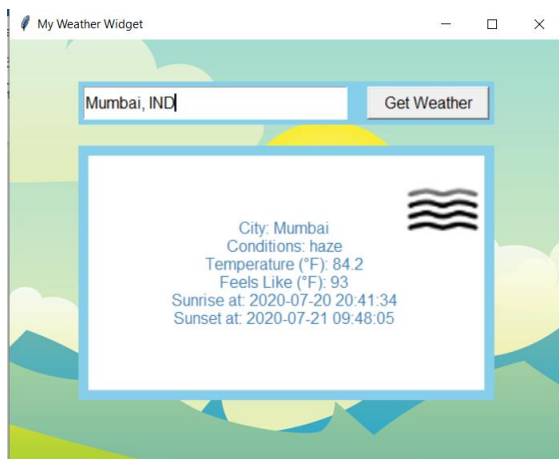 My Weather Widget
Mumbai, IND
Get Weather
City: Mumbai
Conditions: haze
Temperature (°F): 84.2
Feels Like (°F): 93
Sunrise at: 2020-07-20 20:41:34
Sunset at: 2020-07-21 09:48:05